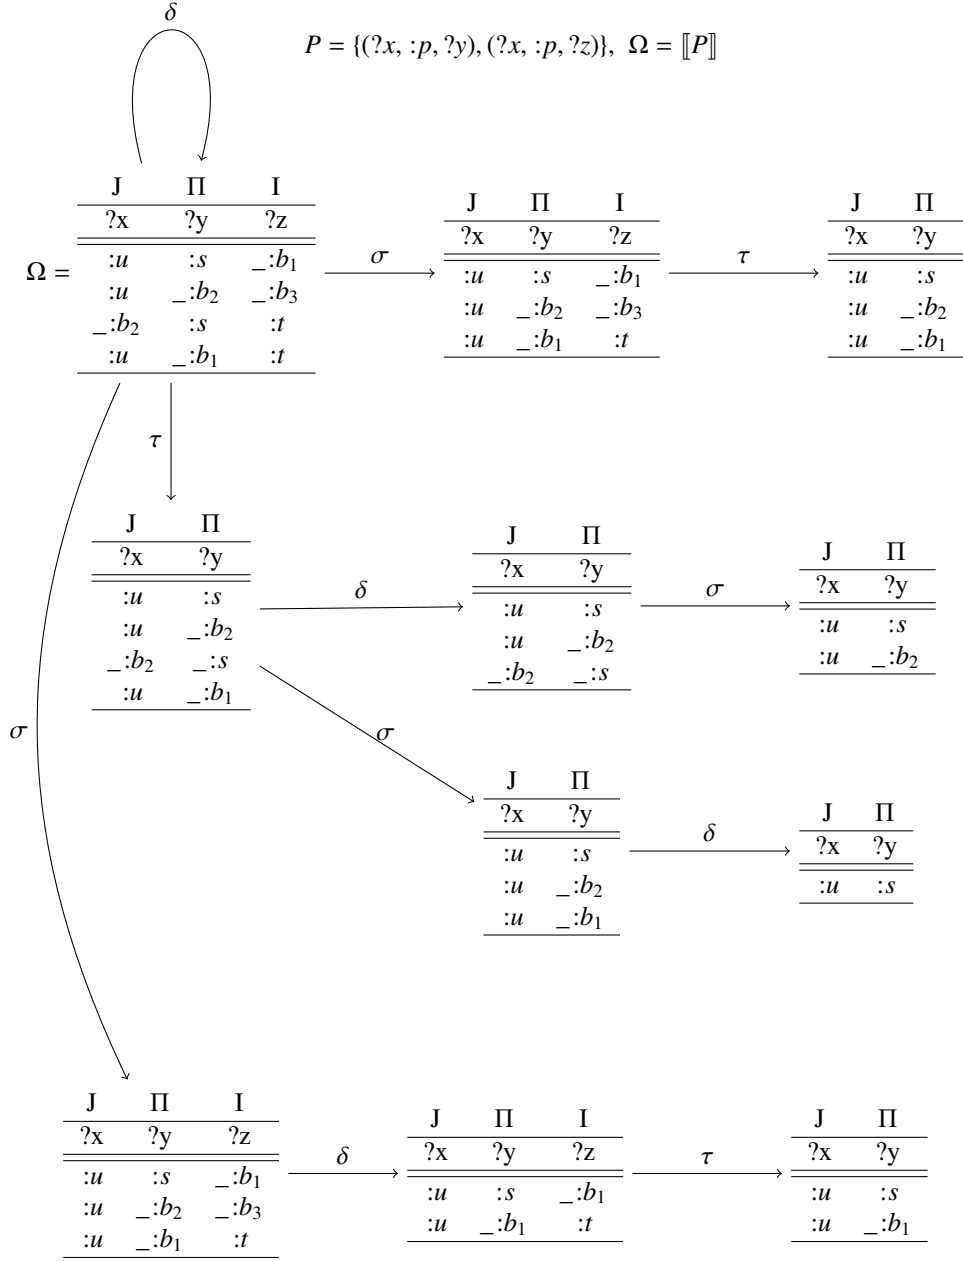 δ
P = {(?x, :p, ?y), (?x, :p, ?z)}, Ω = ⟦P⟧
J Π I
?x ?y ?z
Ω =
:u :s _:b₁
:u _:b₂ _:b₃
_:b₂ :s :t
:u _:b₁ :t
σ
J Π I
?x ?y ?z
:u :s _:b₁
:u _:b₂ _:b₃
:u _:b₁ :t
τ
J Π
?x ?y
:u :s
:u _:b₂
:u _:b₁
τ
J Π
?x ?y
:u :s
:u _:b₂
_:b₂ _:s
:u _:b₁
δ
J Π
?x ?y
:u :s
:u _:b₂
_:b₂ _:s
σ
J Π
?x ?y
:u :s
:u _:b₂
σ
σ
J Π
?x ?y
:u :s
:u _:b₂
:u _:b₁
δ
J Π
?x ?y
:u :s
J Π I
?x ?y ?z
:u :s _:b₁
:u _:b₂ _:b₃
:u _:b₁ :t
δ
J Π I
?x ?y ?z
:u :s _:b₁
:u _:b₁ :t
τ
J Π
?x ?y
:u :s
:u _:b₁